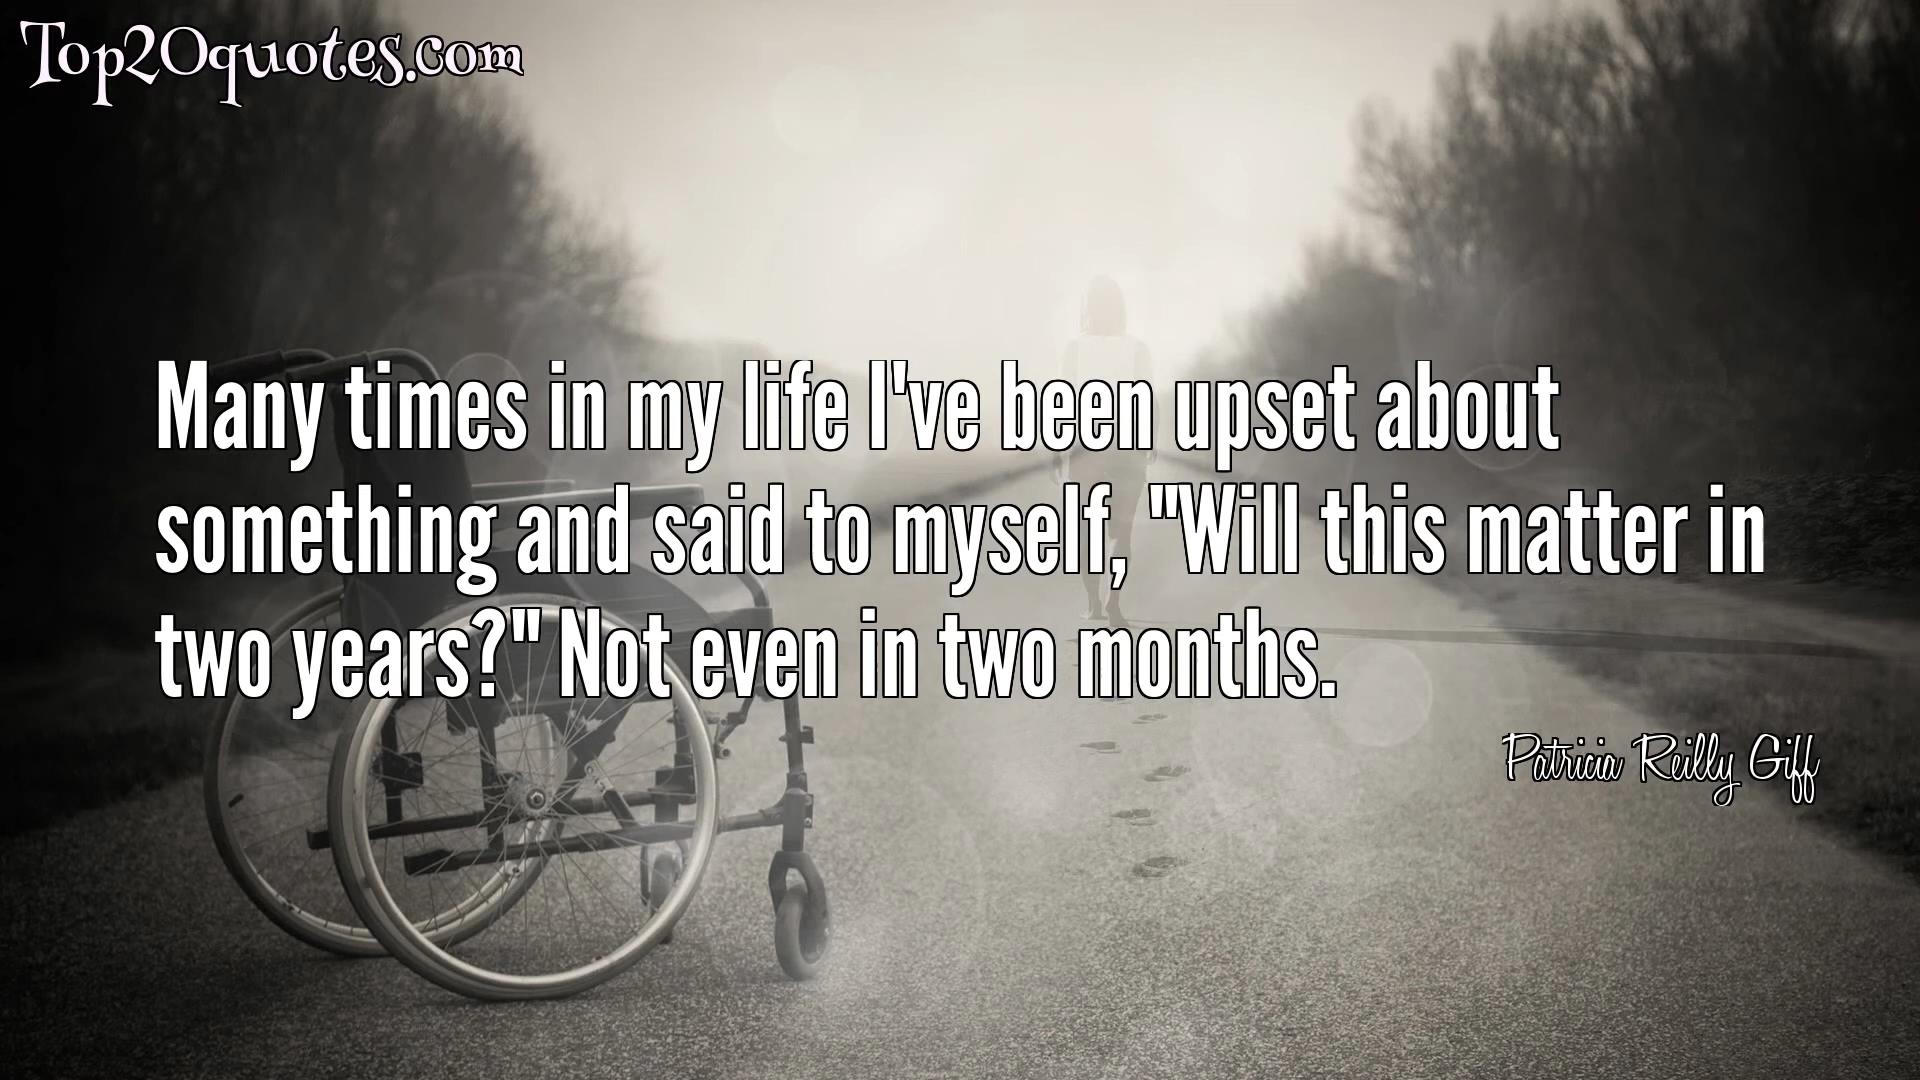 Top20quotes.com
Many times in my life I've been upset about
something and said to myself, "Will this matter in
two years?" Not even in two months.
Patricia Reilly Giff